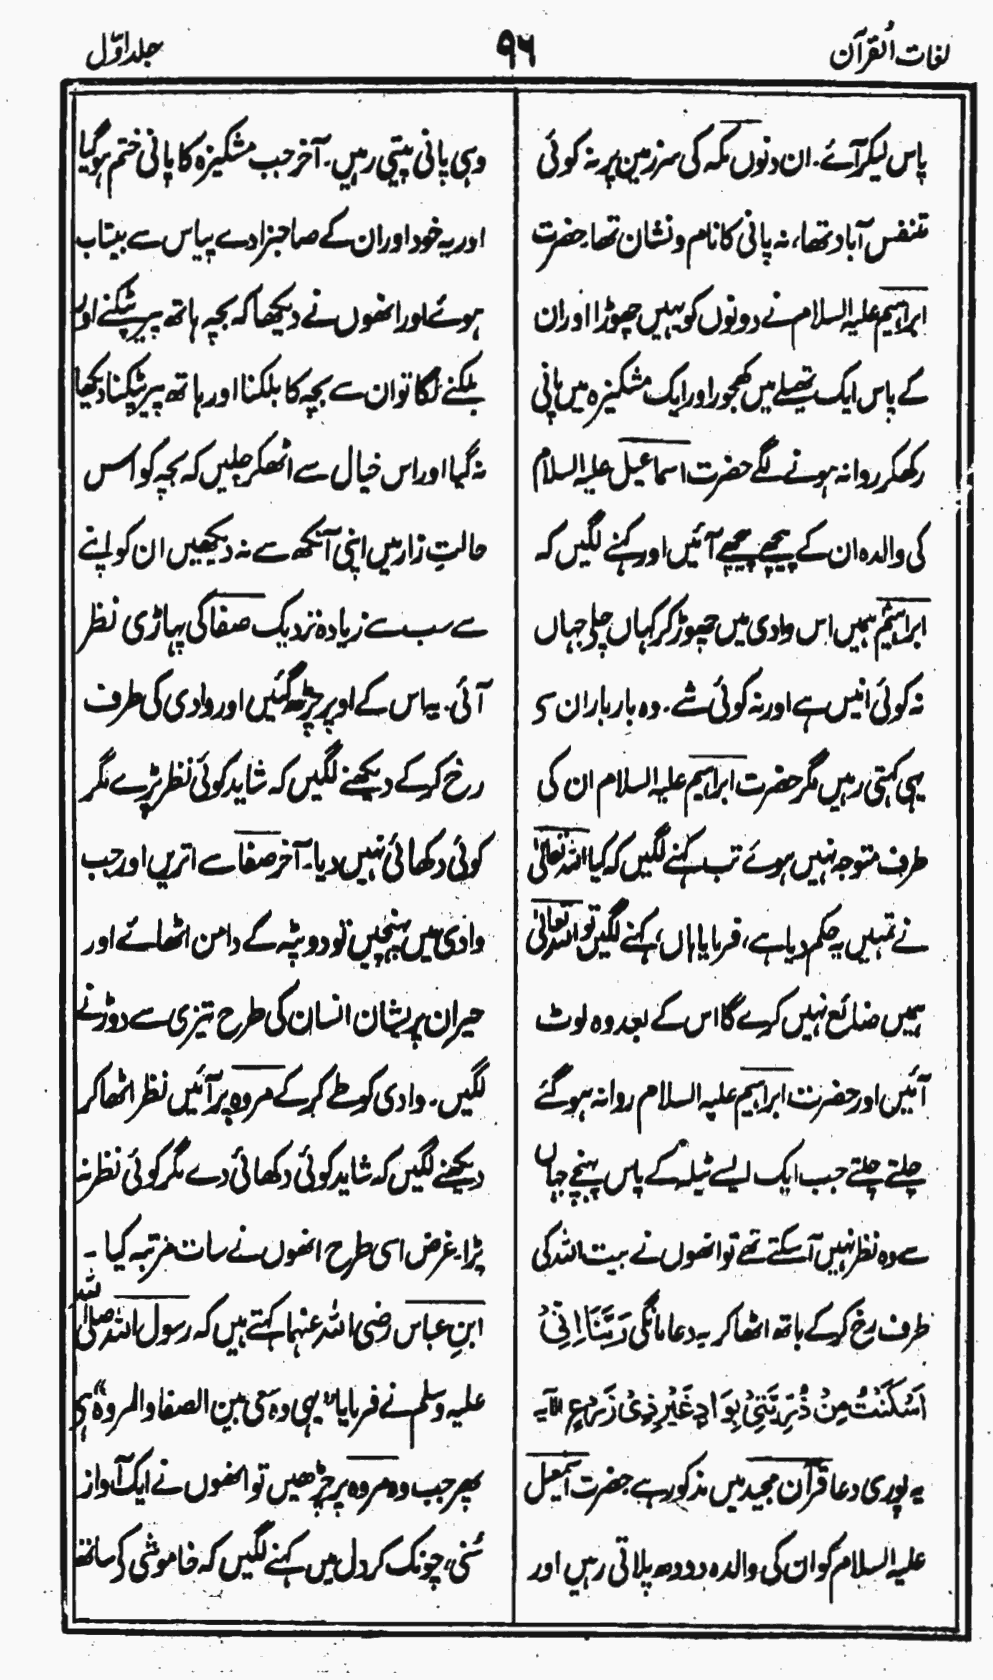 لغات القرآن
۹۶
جلد اوّل
پاس لیکر آئے۔ ان دنوں مکہ کی سرزمین پر نہ کوئی
متنفس آباد تھا، نہ پانی کا نام و نشان تھا۔ حضرت
ابراہیم علیہ السلام نے دونوں کو یہیں چھوڑا اور ان
کے پاس ایک تھیلے میں کھجور اور ایک مشکیزہ میں پانی
رکھکر روانہ ہونے لگے حضرت اسماعیل علیہ السلام
کی والدہ ان کے پیچھے پیچھے آئیں اور کہنے لگیں کہ
ابراہیم ہمیں اس وادی میں چھوڑ کر کہاں چلے جہاں
نہ کوئی انیس ہے اور نہ کوئی شے۔ وہ بار بار ان سے
یہی کہتی رہیں مگر حضرت ابراہیم علیہ السلام ان کی
طرف متوجہ نہیں ہوئے تب کہنے لگیں کہ کیا اللہ تعالیٰ
نے تمہیں یہ حکم دیا ہے، فرمایا ہاں، کہنے لگیں تو اللہ تعالیٰ
ہمیں ضائع نہیں کرے گا اس کے بعد وہ لوٹ
آئیں اور حضرت ابراہیم علیہ السلام روانہ ہو گئے
چلتے چلتے جب ایک ایسے ٹیلہ کے پاس پہنچے جہاں
سے وہ نظر نہیں آسکتے تھے تو انھوں نے بیت اللہ کی
طرف رخ کر کے ہاتھ اٹھا کر یہ دعا مانگی رَبَّنَا اِنِّیْ
اَسْکَنْتُ مِنْ ذُرِّیَّتِیْ بِوَادٍ غَیْرِ ذِیْ زَرْعٍ الآیہ
یہ پوری دعا قرآن مجید میں مذکور ہے حضرت اسمٰعیل
علیہ السلام کو ان کی والدہ دودھ پلاتی رہیں اور
وہی پانی پیتی رہیں۔ آخر جب مشکیزہ کا پانی ختم ہو گیا
اور یہ خود اور ان کے صاحبزادے پیاس سے بیتاب
ہوئے اور انھوں نے دیکھا کہ بچہ ہاتھ پیر پٹکنے اور
بلکنے لگا تو ان سے بچہ کا بلکنا اور ہاتھ پیر پٹکنا دیکھا
نہ گیا اور اس خیال سے اٹھکر چلیں کہ بچہ کو اس
حالتِ زار میں اپنی آنکھ سے نہ دیکھیں ان کو اپنے
سے سب سے زیادہ نزدیک صفا کی پہاڑی نظر
آئی۔ یہ اس کے اوپر چڑھ گئیں اور وادی کی طرف
رخ کر کے دیکھنے لگیں کہ شاید کوئی نظر پڑے مگر
کوئی دکھائی نہیں دیا۔ آخر صفا سے اتریں اور جب
وادی میں پہنچیں تو دوپٹہ کے دامن اٹھائے اور
حیران پریشان انسان کی طرح تیزی سے دوڑنے
لگیں۔ وادی کو طے کر کے مروہ پر آئیں نظر اٹھا کر
دیکھنے لگیں کہ شاید کوئی دکھائی دے مگر کوئی نظر نہ
پڑا۔ غرض اسی طرح انھوں نے سات مرتبہ کیا۔
ابنِ عباس رضی اللہ عنہما کہتے ہیں کہ رسول اللہ صلی اللہ
علیہ وسلم نے فرمایا "یہی وہ سعی بین الصفا والمروہ" ہے
پھر جب وہ مروہ پر چڑھیں تو انھوں نے ایک آواز
سُنی، چونک کر دل میں کہنے لگیں کہ خاموشی کے ساتھ